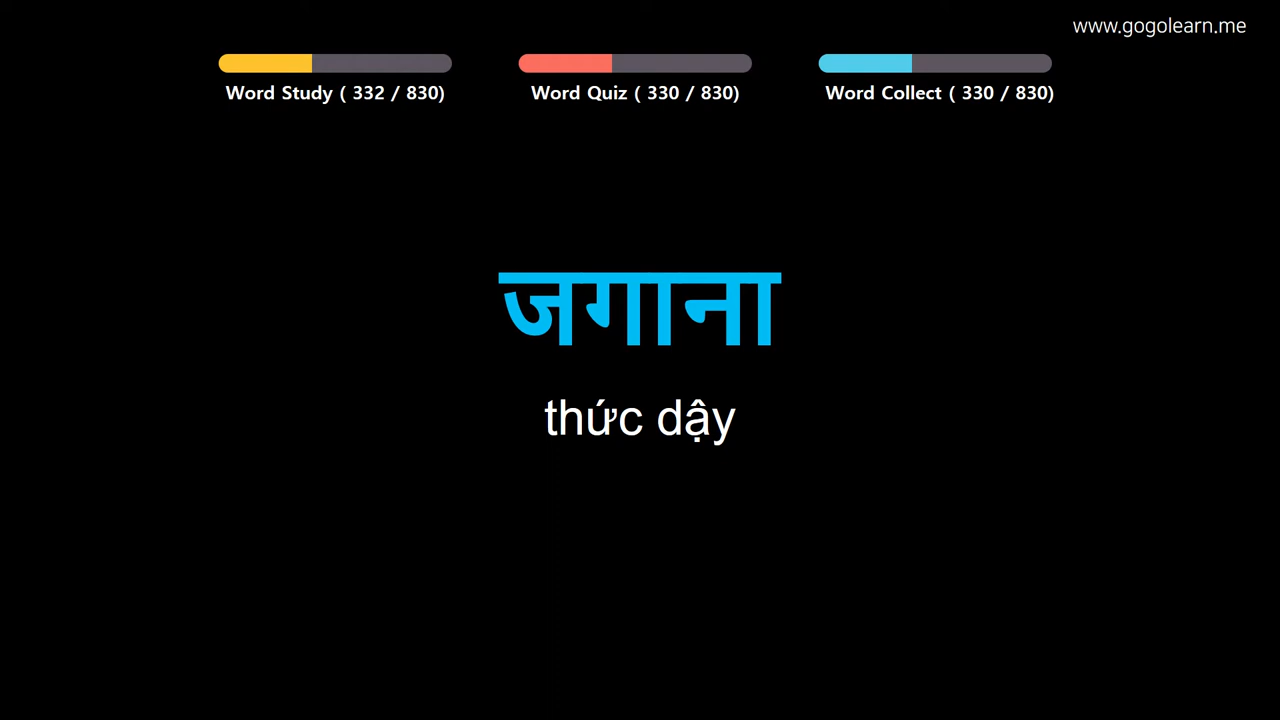 www.gogolearn.me
Word Study ( 332 / 830)
Word Quiz ( 330 / 830)
Word Collect ( 330 / 830)
जगाना
thức dậy